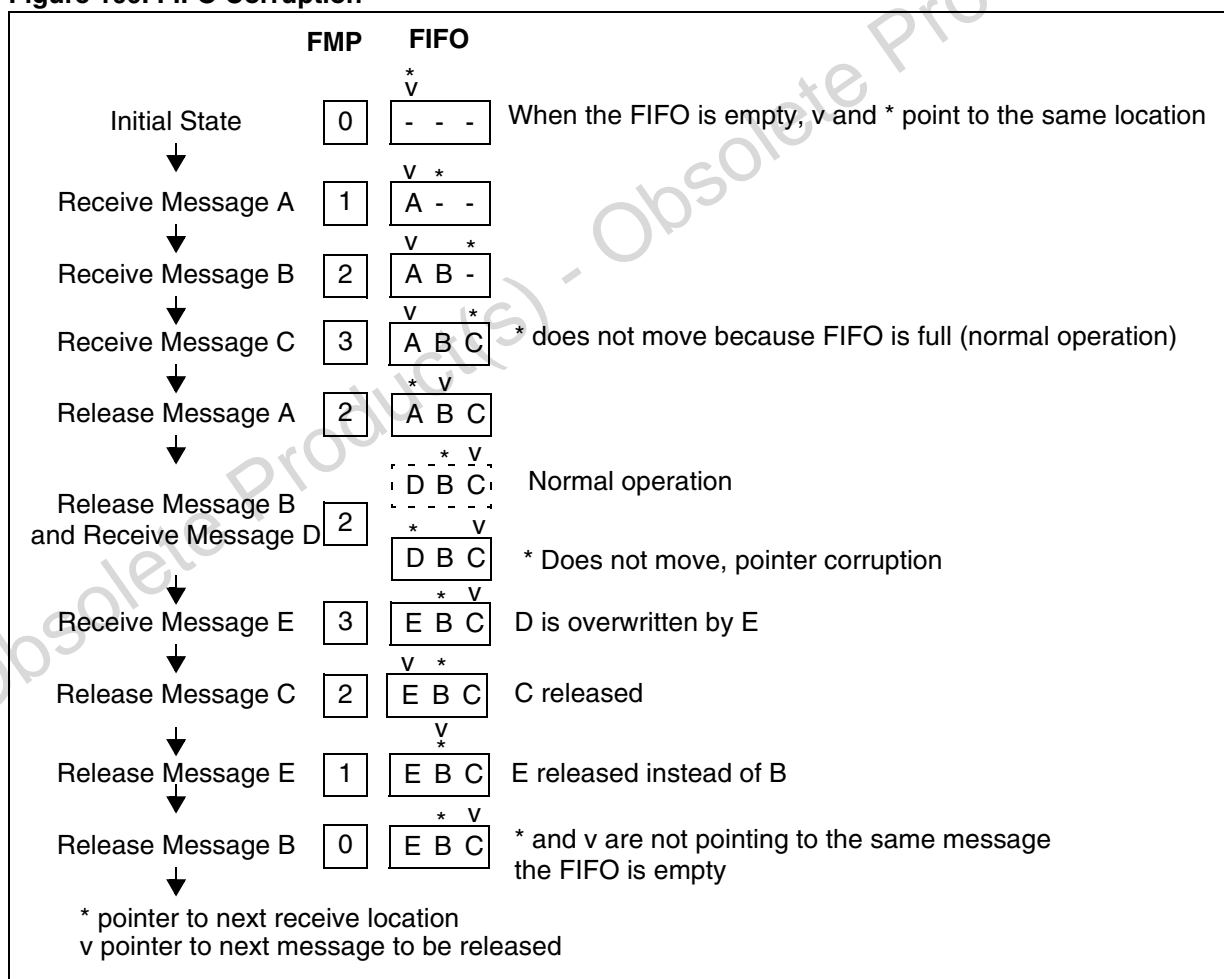 FMP FIFO
*
v
Initial State 0 - - - When the FIFO is empty, v and * point to the same location
v *
Receive Message A 1 A - -
v *
Receive Message B 2 A B -
v *
Receive Message C 3 A B C * does not move because FIFO is full (normal operation)
* v
Release Message A 2 A B C
* v
D B C Normal operation
Release Message B
and Receive Message D 2
* v
D B C * Does not move, pointer corruption
* v
Receive Message E 3 E B C D is overwritten by E
v *
Release Message C 2 E B C C released
v
*
Release Message E 1 E B C E released instead of B
* v
Release Message B 0 E B C * and v are not pointing to the same message
the FIFO is empty
* pointer to next receive location
v pointer to next message to be released
Obsolete Product(s) - Obsolete Pro